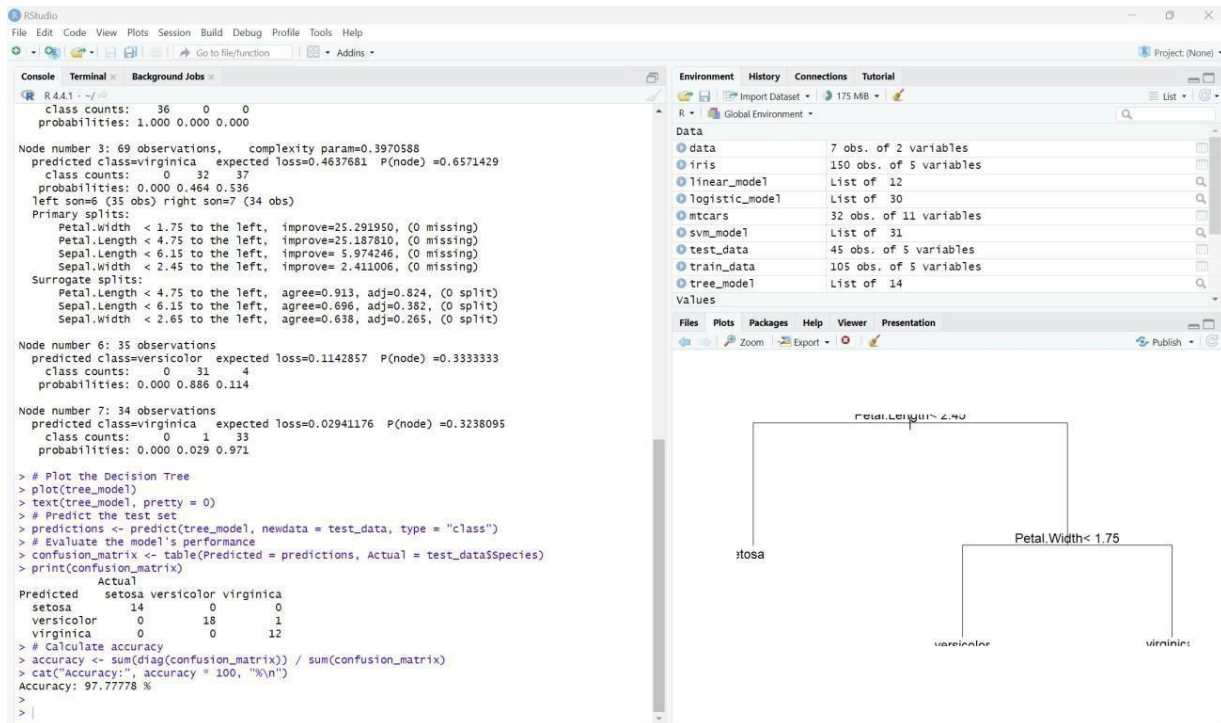 RStudio
File Edit Code View Plots Session Build Debug Profile Tools Help
Go to file/function Addins
Project: (None)
Console Terminal Background Jobs
R 4.4.1 · ~/
class counts: 36 0 0
probabilities: 1.000 0.000 0.000
Node number 3: 69 observations, complexity param=0.3970588
predicted class=virginica expected loss=0.4637681 P(node) =0.6571429
class counts: 0 32 37
probabilities: 0.000 0.464 0.536
left son=6 (35 obs) right son=7 (34 obs)
Primary splits:
Petal.Width < 1.75 to the left, improve=25.291950, (0 missing)
Petal.Length < 4.75 to the left, improve=25.187810, (0 missing)
Sepal.Length < 6.15 to the left, improve= 5.974246, (0 missing)
Sepal.Width < 2.45 to the left, improve= 2.411006, (0 missing)
Surrogate splits:
Petal.Length < 4.75 to the left, agree=0.913, adj=0.824, (0 split)
Sepal.Length < 6.15 to the left, agree=0.696, adj=0.382, (0 split)
Sepal.Width < 2.65 to the left, agree=0.638, adj=0.265, (0 split)
Node number 6: 35 observations
predicted class=versicolor expected loss=0.1142857 P(node) =0.3333333
class counts: 0 31 4
probabilities: 0.000 0.886 0.114
Node number 7: 34 observations
predicted class=virginica expected loss=0.02941176 P(node) =0.3238095
class counts: 0 1 33
probabilities: 0.000 0.029 0.971
> # Plot the Decision Tree
> plot(tree_model)
> text(tree_model, pretty = 0)
> # Predict the test set
> predictions <- predict(tree_model, newdata = test_data, type = "class")
> # Evaluate the model's performance
> confusion_matrix <- table(Predicted = predictions, Actual = test_data$Species)
> print(confusion_matrix)
Actual
Predicted setosa versicolor virginica
setosa 14 0 0
versicolor 0 18 1
virginica 0 0 12
> # Calculate accuracy
> accuracy <- sum(diag(confusion_matrix)) / sum(confusion_matrix)
> cat("Accuracy:", accuracy * 100, "%\n")
Accuracy: 97.77778 %
>
>
Environment History Connections Tutorial
Import Dataset 175 MiB List
R Global Environment
Data
data 7 obs. of 2 variables
iris 150 obs. of 5 variables
linear_model List of 12
logistic_model List of 30
mtcars 32 obs. of 11 variables
svm_model List of 31
test_data 45 obs. of 5 variables
train_data 105 obs. of 5 variables
tree_model List of 14
Values
Files Plots Packages Help Viewer Presentation
Zoom Export Publish
Petal.Length< 2.45
Petal.Width< 1.75
etosa
versicolor virginica